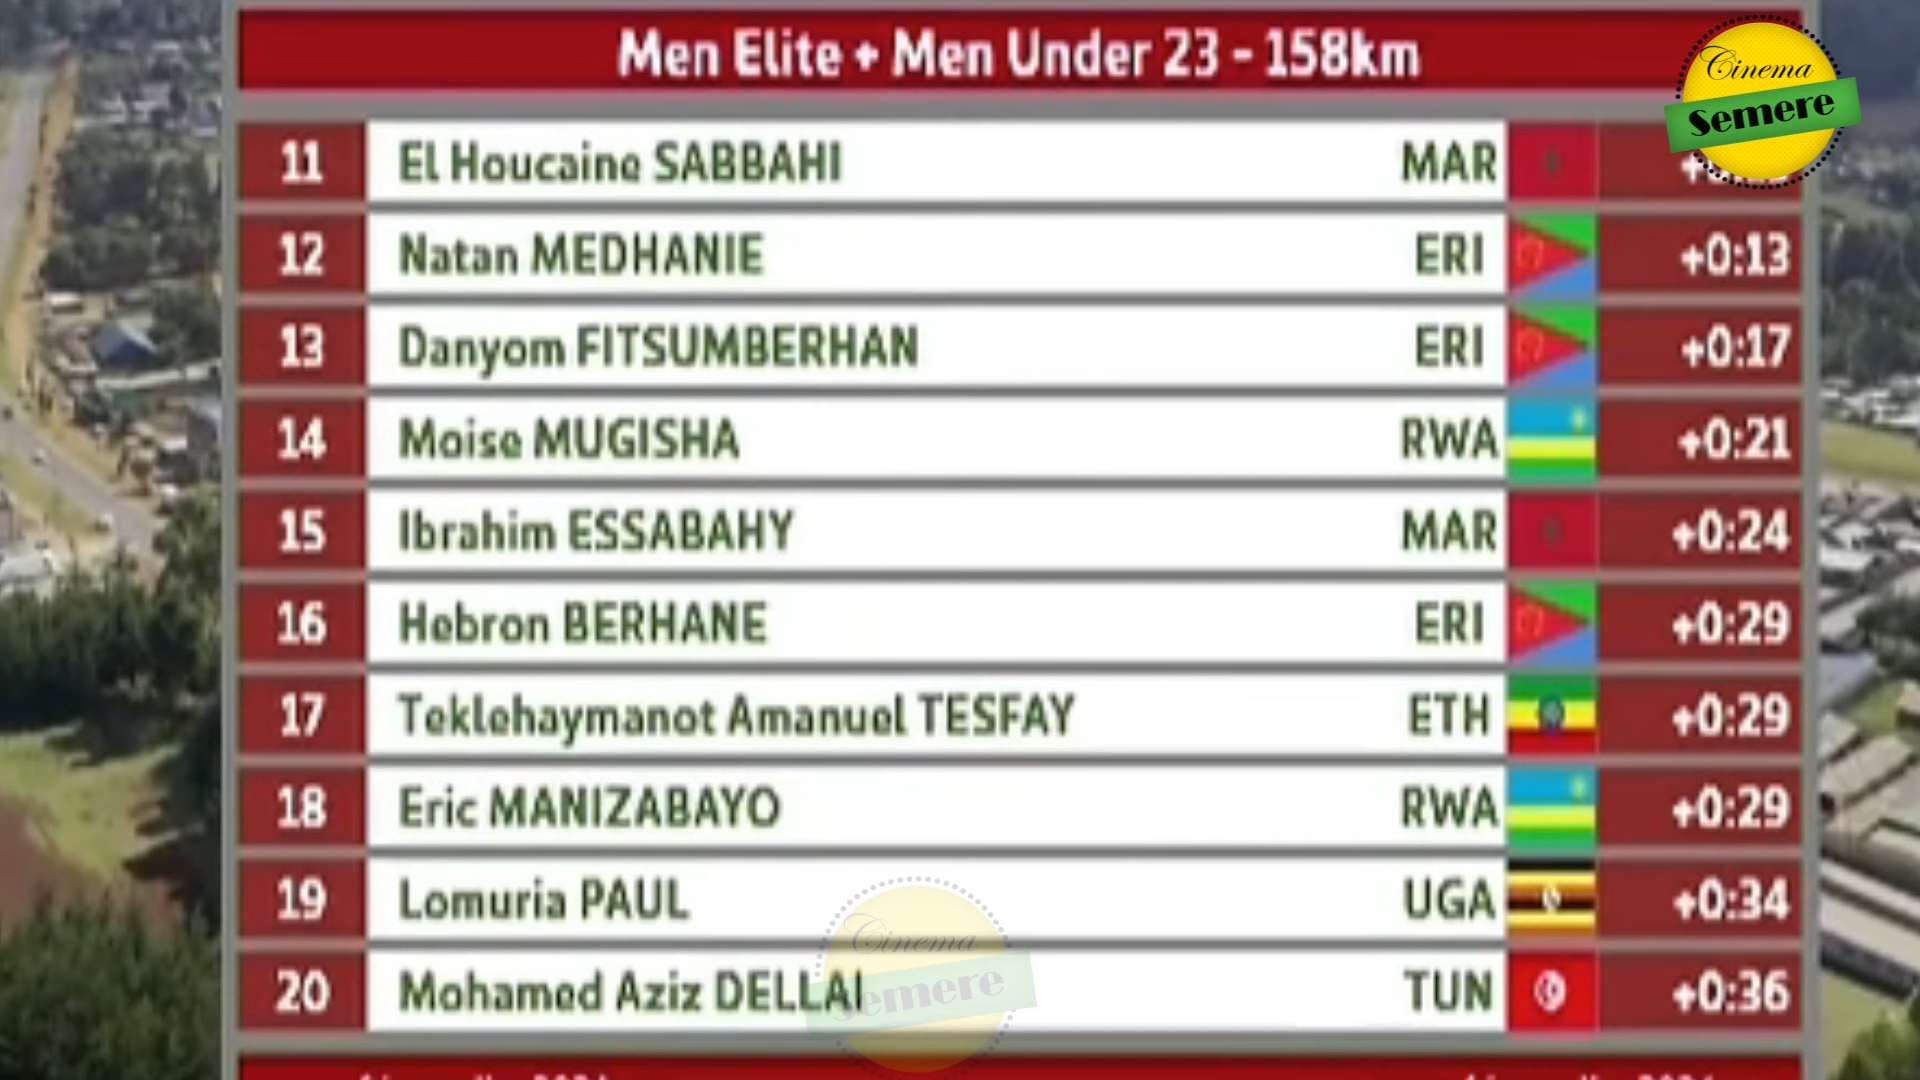 Men Elite + Men Under 23 - 158km
Cinema
Semere
11 El Houcaine SABBAHI MAR
12 Natan MEDHANIE ERI +0:13
13 Danyom FITSUMBERHAN ERI +0:17
14 Moise MUGISHA RWA +0:21
15 Ibrahim ESSABAHY MAR +0:24
16 Hebron BERHANE ERI +0:29
17 Teklehaymanot Amanuel TESFAY ETH +0:29
18 Eric MANIZABAYO RWA +0:29
19 Lomuria PAUL UGA +0:34
20 Mohamed Aziz DELLAI TUN +0:36
Cinema
Semere